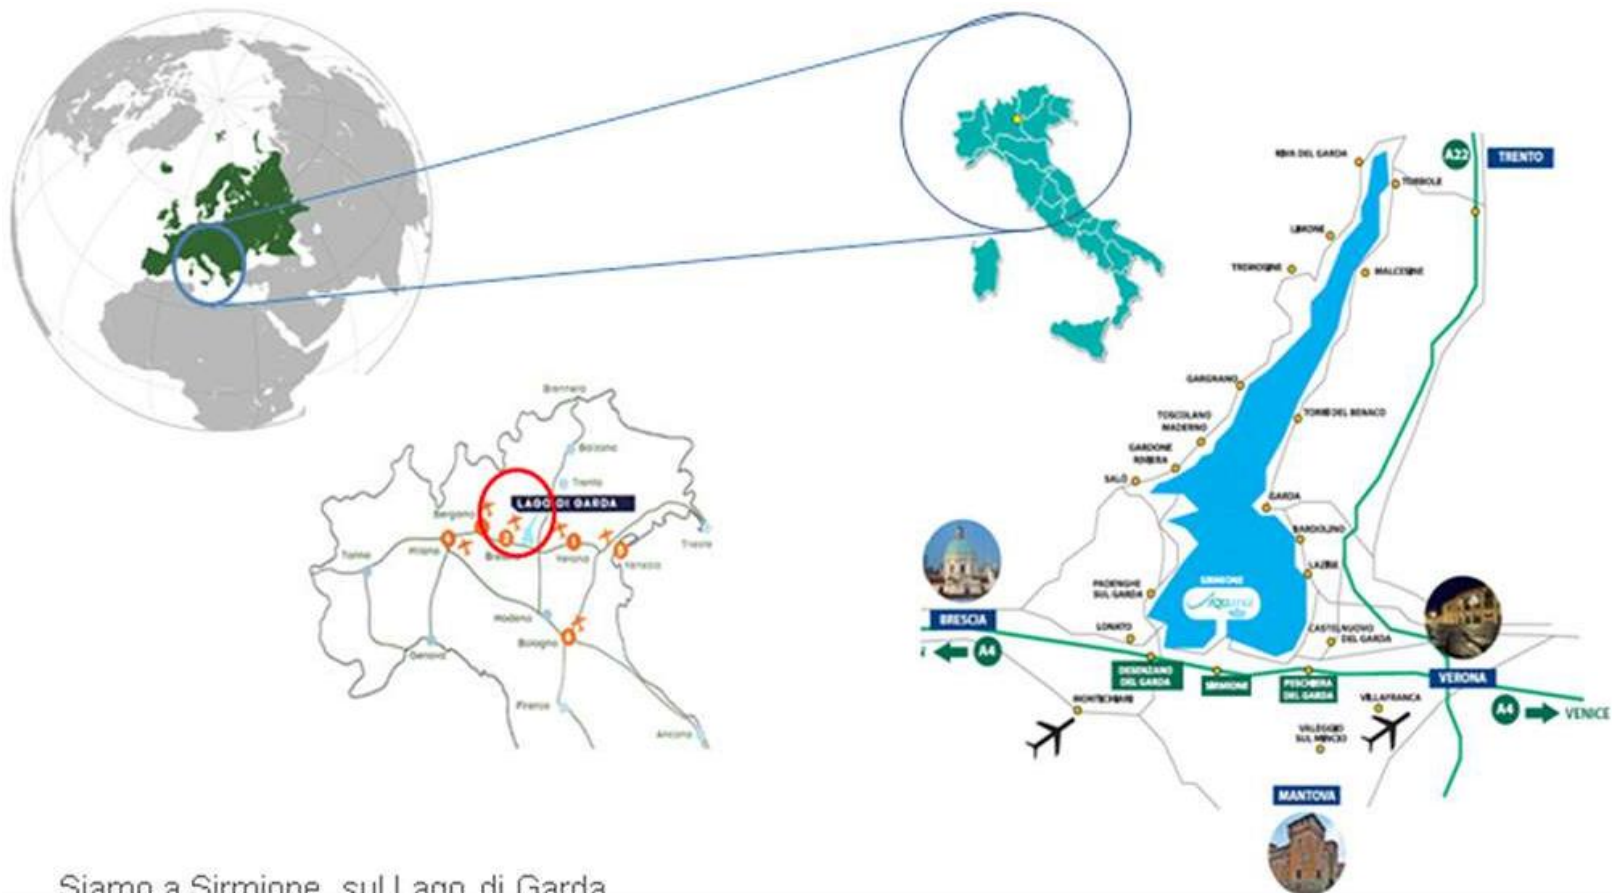 RIVA DEL GARDA
A22
TRENTO
TORBOLE
LIMONE
TREMOSINE
MALCESINE
GARGNANO
TOSCOLANO
MADERNO
TORRI DEL BENACO
GARDONE
RIVIERA
SALÒ
GARDA
BARDOLINO
LAZISE
PADENGHE
SUL GARDA
SIRMIONE
BRESCIA
LONATO
CASTELNUOVO
DEL GARDA
A4
DESENZANO
DEL GARDA
SIRMIONE
PESCHIERA
DEL GARDA
VERONA
MONTICHIARI
VILLAFRANCA
A4
VENICE
VALEGGIO
SUL MINCIO
MANTOVA
Brennero
Bolzano
Trento
LAGO DI GARDA
Bergamo
Torino
Milano
Verona
Venezia
Trieste
Modena
Bologna
Genova
Firenze
Ancona
Siamo a Sirmione, sul Lago di Garda